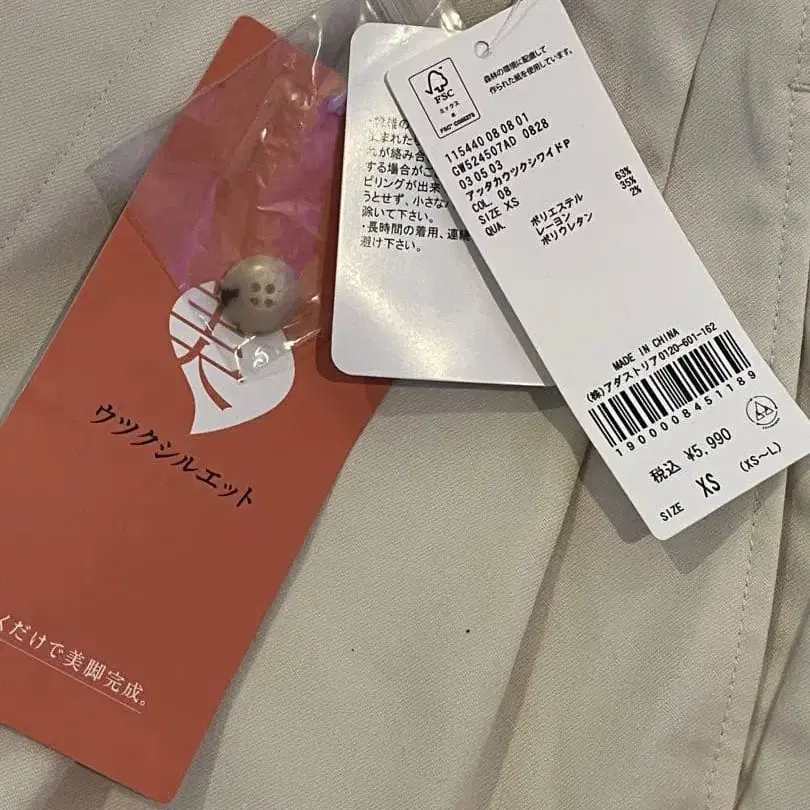 美
ウツクシルエット
くだけで美脚完成。
まれた
れが絡み合
する場合がご
ピリングが出来
うとせず、小さな
除いて下さい。
・長時間の着用、連続
避け下さい。
FSC
ミックス
紙
森林の環境に配慮して
作られた紙を使用しています。
115440 08 08 01
GW524507AD 0828
03 05 03
アッタカウツクシワイドP
COL 08
SIZE XS
QUA. ポリエステル 63%
レーヨン 35%
ポリウレタン 2%
MADE IN CHINA
(株)アダストリア0120-601-162
1900008451189
税込 ¥5,990
SIZE XS (XS~L)